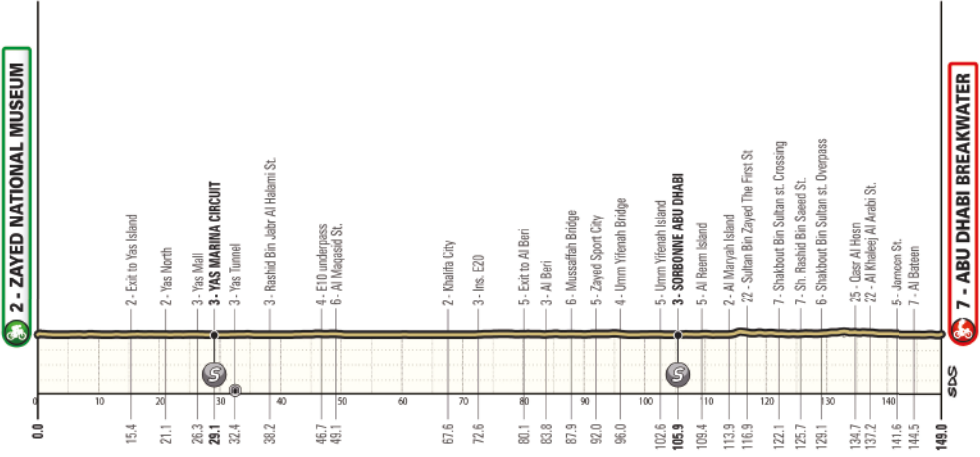 2 - ZAYED NATIONAL MUSEUM
2 - Exit to Yas Island
2 - Yas North
3 - Yas Mall
3 - YAS MARINA CIRCUIT
3 - Yas Tunnel
3 - Rashid Bin Jabr Al Halami St.
4 - E10 underpass
6 - Al Maqasid St.
2 - Khalifa City
3 - Ins. E20
5 - Exit to Al Beri
3 - Al Beri
6 - Mussaffah Bridge
5 - Zayed Sport City
4 - Umm Yifenah Bridge
5 - Umm Yifenah Island
3 - SORBONNE ABU DHABI
5 - Al Reem Island
2 - Al Maryah Island
22 - Sultan Bin Zayed The First St
7 - Shakbout Bin Sultan st. Crossing
7 - Sh. Rashid Bin Saeed St.
6 - Shakbout Bin Sultan st. Overpass
25 - Qasr Al Hosn
22 - Al Khaleej Al Arabi St.
5 - Jamoon St.
7 - Al Bateen
7 - ABU DHABI BREAKWATER
S
S
SDS
0 10 20 30 40 50 60 70 80 90 100 110 120 130 140
0.0
15.4
21.1
26.3
29.1
32.4
38.2
46.7
49.1
67.6
72.6
80.1
83.8
87.9
92.0
96.0
102.6
105.9
109.4
113.9
116.9
122.1
125.7
129.1
134.7
137.2
141.6
144.5
149.0